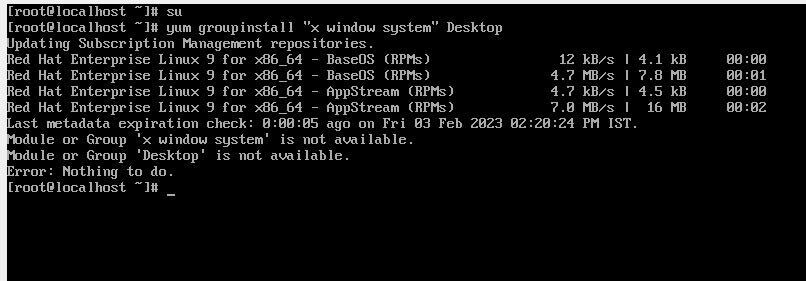 [root@localhost ~]# su
[root@localhost ~]# yum groupinstall "x window system" Desktop
Updating Subscription Management repositories.
Red Hat Enterprise Linux 9 for x86_64 - BaseOS (RPMs) 12 kB/s | 4.1 kB 00:00
Red Hat Enterprise Linux 9 for x86_64 - BaseOS (RPMs) 4.7 MB/s | 7.8 MB 00:01
Red Hat Enterprise Linux 9 for x86_64 - AppStream (RPMs) 4.7 kB/s | 4.5 kB 00:00
Red Hat Enterprise Linux 9 for x86_64 - AppStream (RPMs) 7.0 MB/s | 16 MB 00:02
Last metadata expiration check: 0:00:05 ago on Fri 03 Feb 2023 02:20:24 PM IST.
Module or Group 'x window system' is not available.
Module or Group 'Desktop' is not available.
Error: Nothing to do.
[root@localhost ~]# _